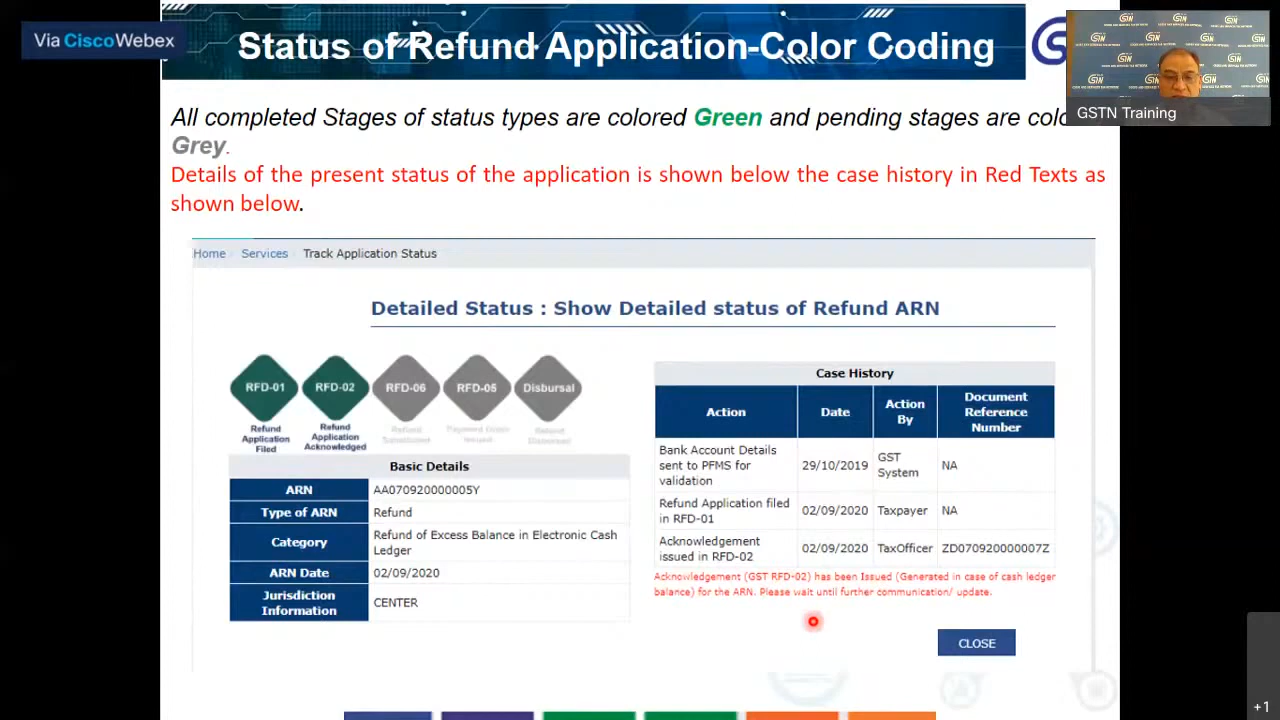 Via CiscoWebex
Status of Refund Application-Color Coding
GSTN Training
All completed Stages of status types are colored Green and pending stages are colo
Grey.
Details of the present status of the application is shown below the case history in Red Texts as
shown below.
Home Services Track Application Status
Detailed Status : Show Detailed status of Refund ARN
RFD-01 RFD-02 RFD-06 RFD-05 Disbursal
Refund
Application
Filed
Refund
Application
Acknowledged
Refund
Sanctioned
Payment Order
Issued
Refund
Disbursed
Basic Details
ARN AA070920000005Y
Type of ARN Refund
Category Refund of Excess Balance in Electronic Cash
Ledger
ARN Date 02/09/2020
Jurisdiction
Information CENTER
Case History
Action Date Action
By Document
Reference
Number
Bank Account Details
sent to PFMS for
validation 29/10/2019 GST
System NA
Refund Application filed
in RFD-01 02/09/2020 Taxpayer NA
Acknowledgement
issued in RFD-02 02/09/2020 TaxOfficer ZD070920000007Z
Acknowledgement (GST RFD-02) has been Issued (Generated in case of cash ledger
balance) for the ARN. Please wait until further communication/ update.
CLOSE
+1